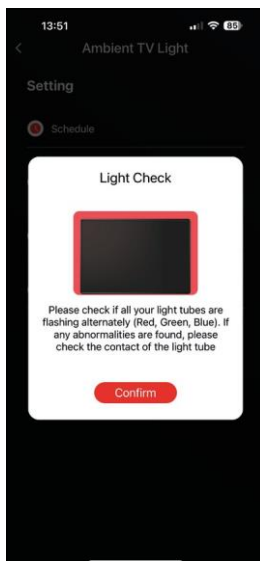 13:51
85
Ambient TV Light
Setting
Schedule
Light Check
Please check if all your light tubes are
flashing alternately (Red, Green, Blue). If
any abnormalities are found, please
check the contact of the light tube
Confirm